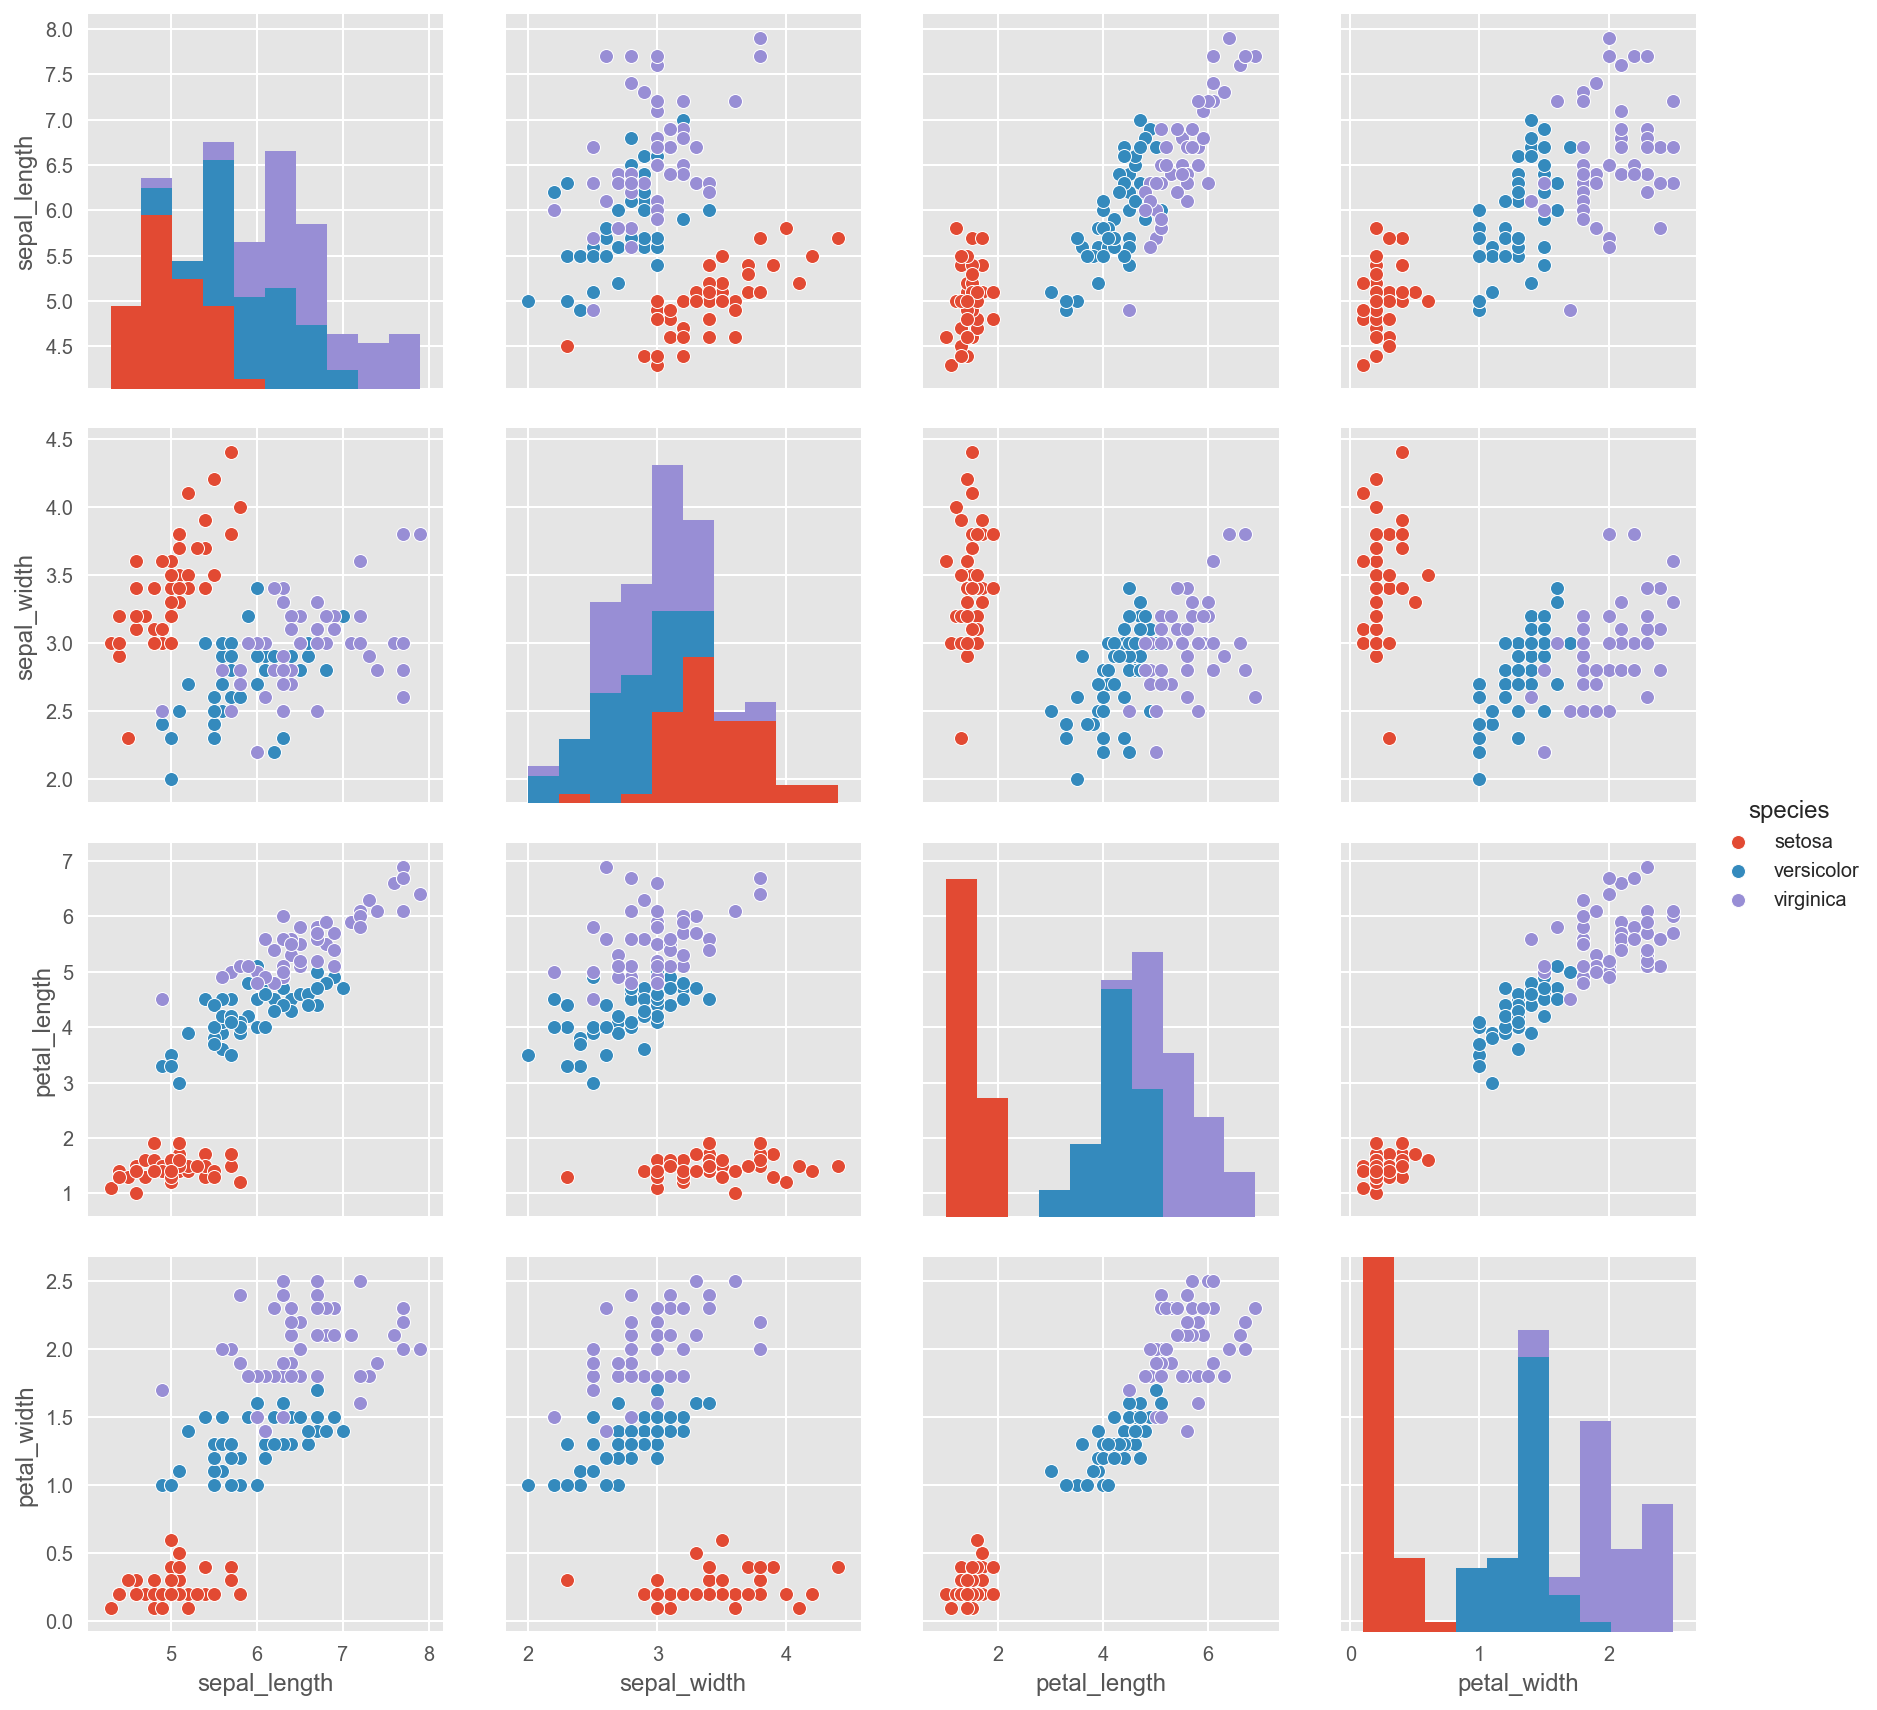 8.0
7.5
7.0
6.5
6.0
5.5
5.0
4.5
sepal_length
4.5
4.0
3.5
3.0
2.5
2.0
sepal_width
species
setosa
versicolor
virginica
7
6
5
4
3
2
1
petal_length
2.5
2.0
1.5
1.0
0.5
0.0
petal_width
5 6 7 8 2 3 4 2 4 6 0 1 2
sepal_length sepal_width petal_length petal_width